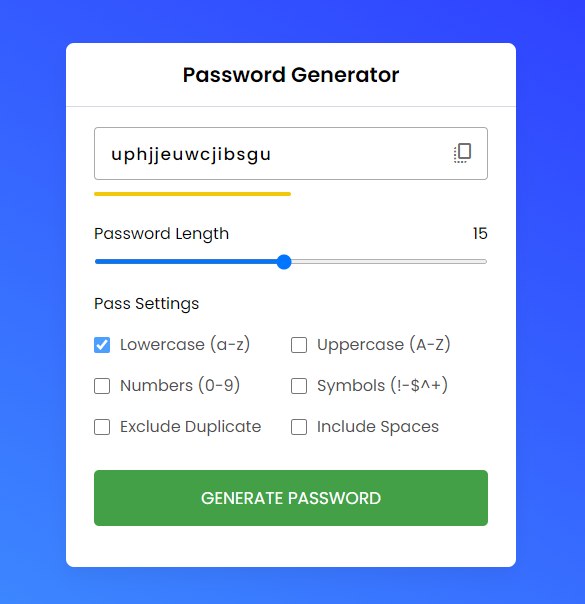 Password Generator
uphjjeuwcjibsgu
Password Length 15
Pass Settings
Lowercase (a-z) Uppercase (A-Z)
Numbers (0-9) Symbols (!-$^+)
Exclude Duplicate Include Spaces
GENERATE PASSWORD